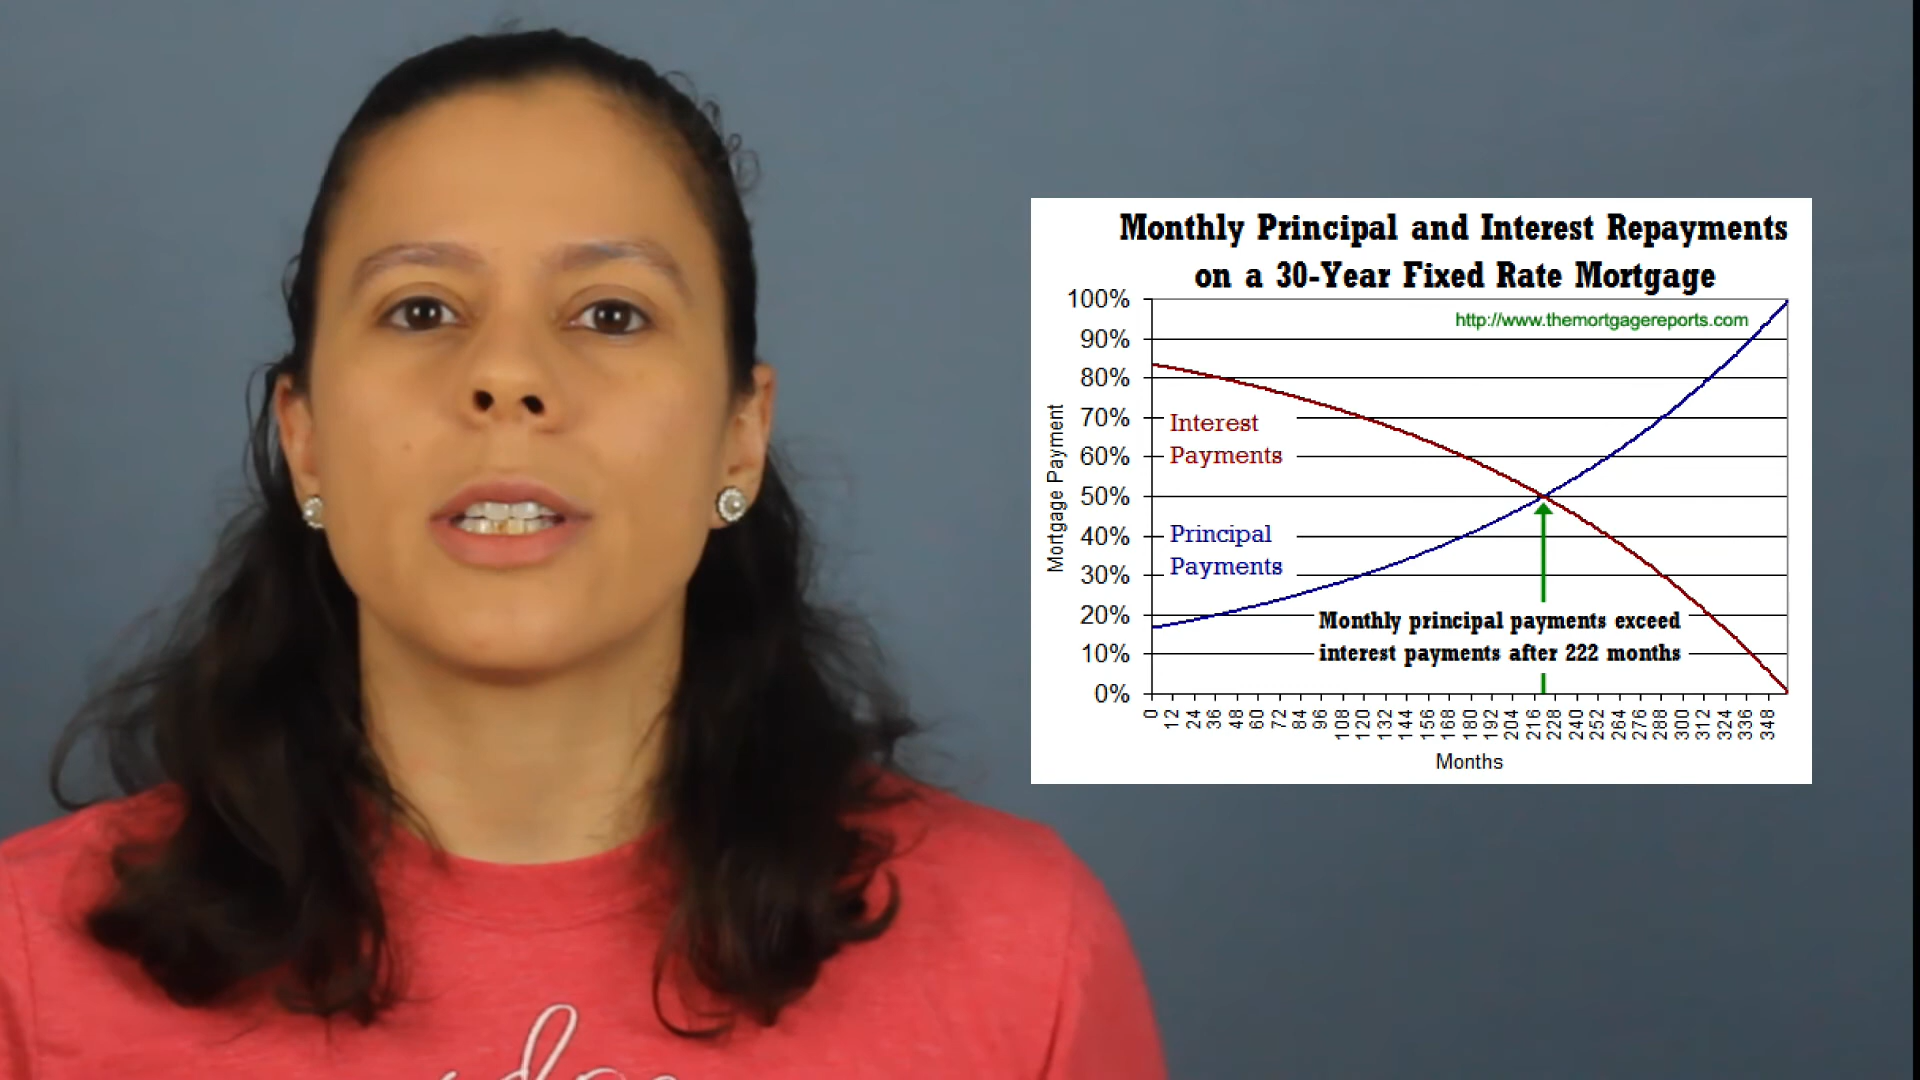 Monthly Principal and Interest Repayments
on a 30-Year Fixed Rate Mortgage
http://www.themortgagereports.com
100%
90%
80%
70%
60%
50%
40%
30%
20%
10%
0%
Mortgage Payment
Interest
Payments
Principal
Payments
Monthly principal payments exceed
interest payments after 222 months
0 12 24 36 48 60 72 84 96 108 120 132 144 156 168 180 192 204 216 228 240 252 264 276 288 300 312 324 336 348
Months